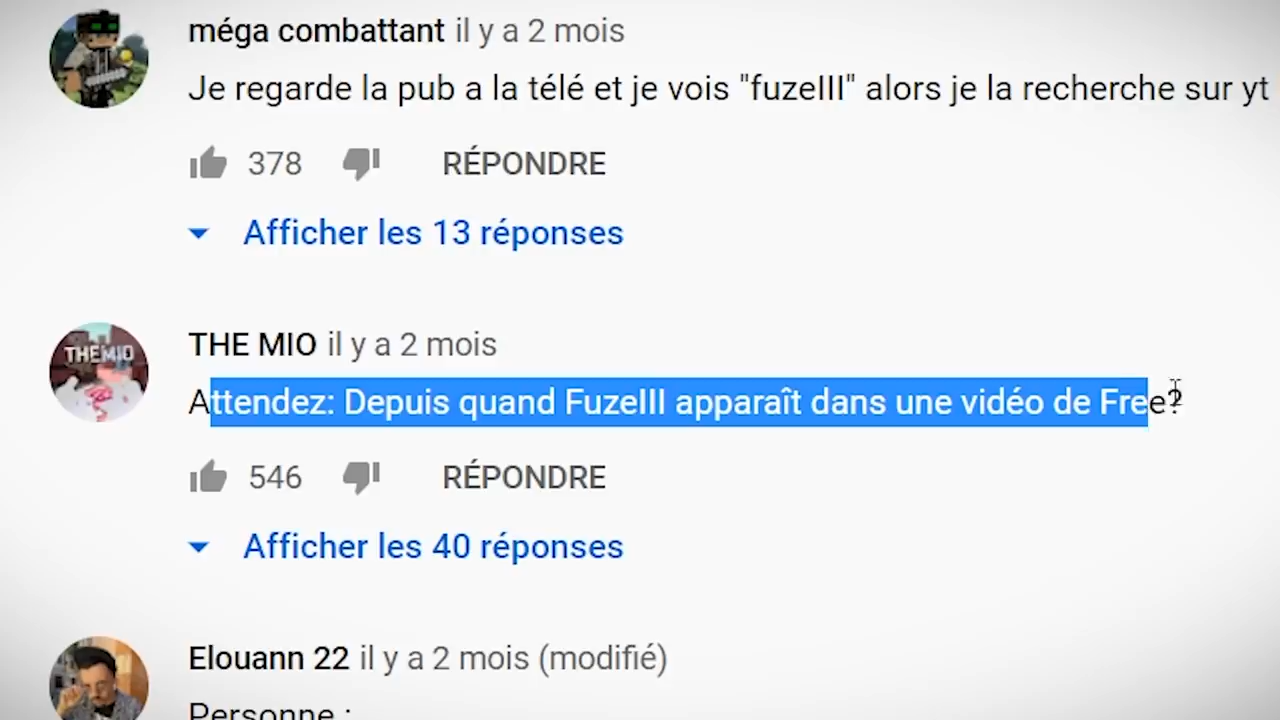 méga combattant il y a 2 mois
Je regarde la pub a la télé et je vois "fuzeIII" alors je la recherche sur yt
378 RÉPONDRE
Afficher les 13 réponses
THEMIO
THE MIO il y a 2 mois
Attendez: Depuis quand FuzeIII apparaît dans une vidéo de Free?
546 RÉPONDRE
Afficher les 40 réponses
Elouann 22 il y a 2 mois (modifié)
Personne :